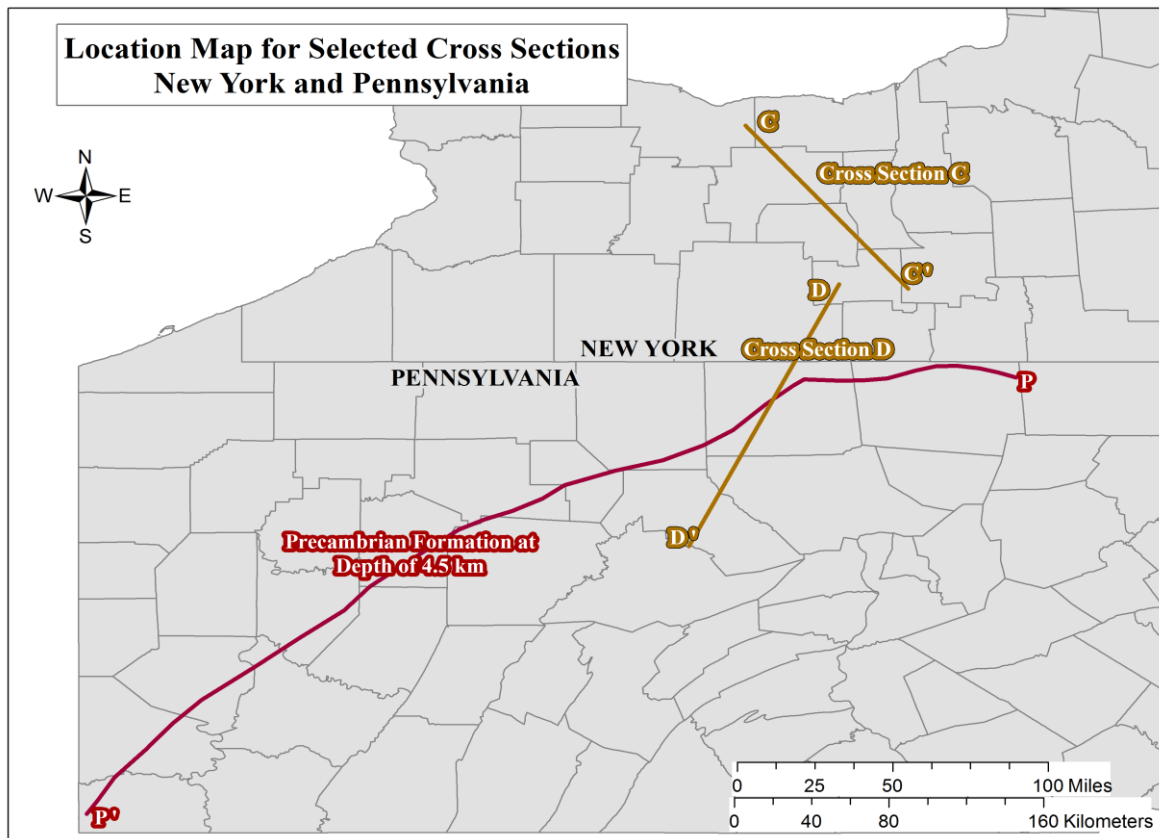 Location Map for Selected Cross Sections
New York and Pennsylvania
N
W E
S
C
Cross Section C
C'
D
Cross Section D
NEW YORK
PENNSYLVANIA
P
D'
Precambrian Formation at
Depth of 4.5 km
P'
0 25 50 100 Miles
0 40 80 160 Kilometers